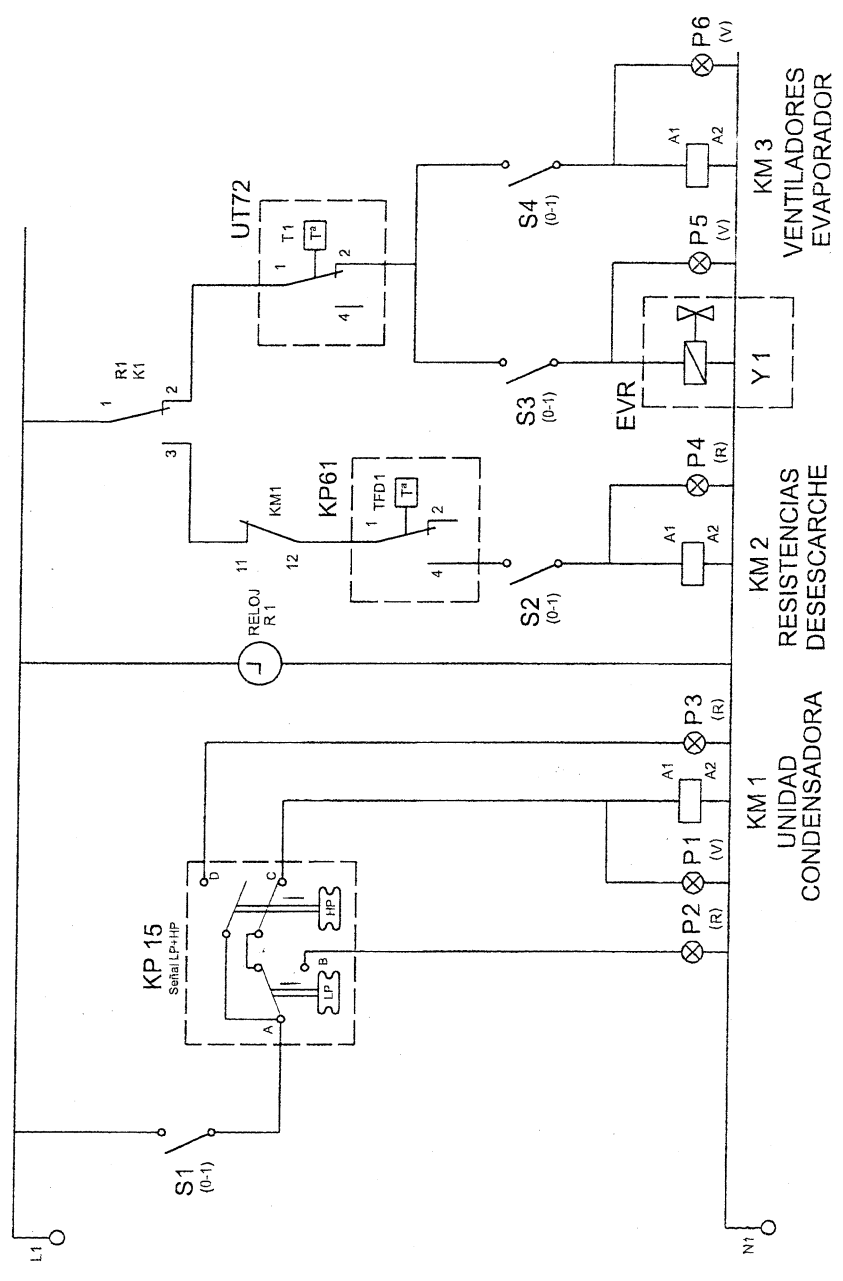 L1
S1
(0-1)
KP 15
Señal LP+HP
A
LP
B
HP
C
D
P2
(R)
P1
(V)
A1
A2
P3
(R)
KM 1
UNIDAD
CONDENSADORA
RELOJ
R1
R1
K1
1
2
3
11
KM1
12
KP61
1
TFD1
Tª
2
4
S2
(0-1)
A1
A2
P4
(R)
KM 2
RESISTENCIAS
DESESCARCHE
UT72
1
T1
Tª
2
4
S3
(0-1)
EVR
Y1
P5
(V)
S4
(0-1)
A1
A2
P6
(V)
KM 3
VENTILADORES
EVAPORADOR
N1